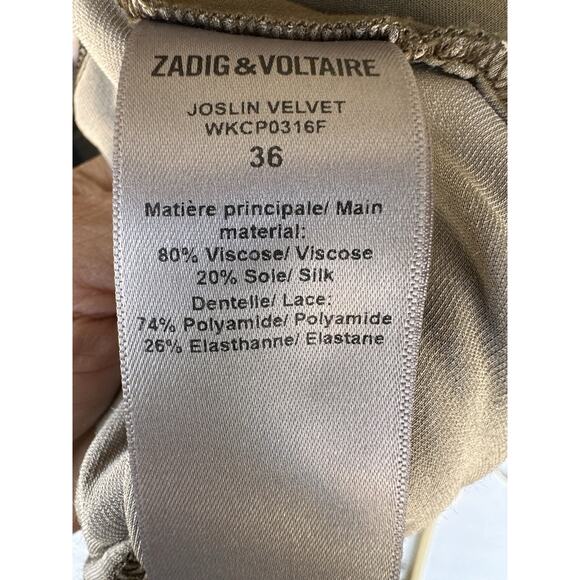 ZADIG & VOLTAIRE
JOSLIN VELVET
WKCP0316F
36
Matière principale/ Main
material:
80% Viscose/ Viscose
20% Soie/ Silk
Dentelle/ Lace:
74% Polyamide/ Polyamide
26% Elasthanne/ Elastane